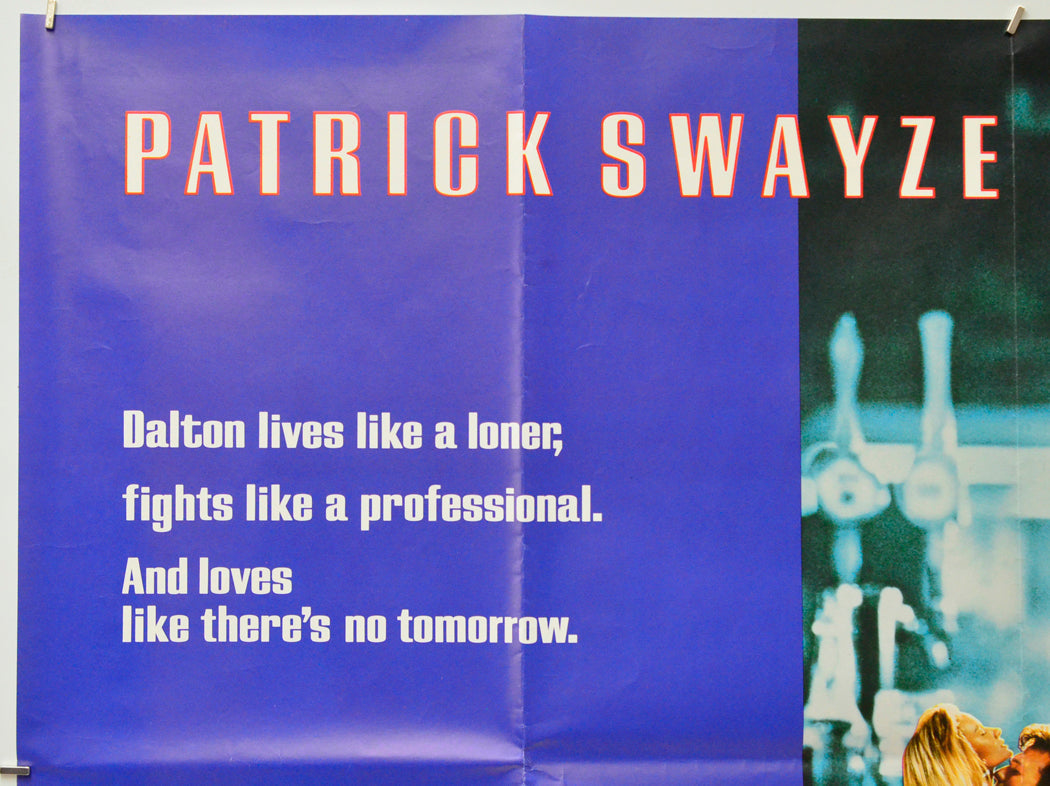 PATRICK SWAYZE
Dalton lives like a loner,
fights like a professional.
And loves
like there's no tomorrow.